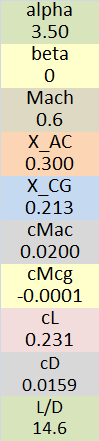 alpha
3.50
beta
0
Mach
0.6
X_AC
0.300
X_CG
0.213
cMac
0.0200
cMcg
-0.0001
cL
0.231
cD
0.0159
L/D
14.6